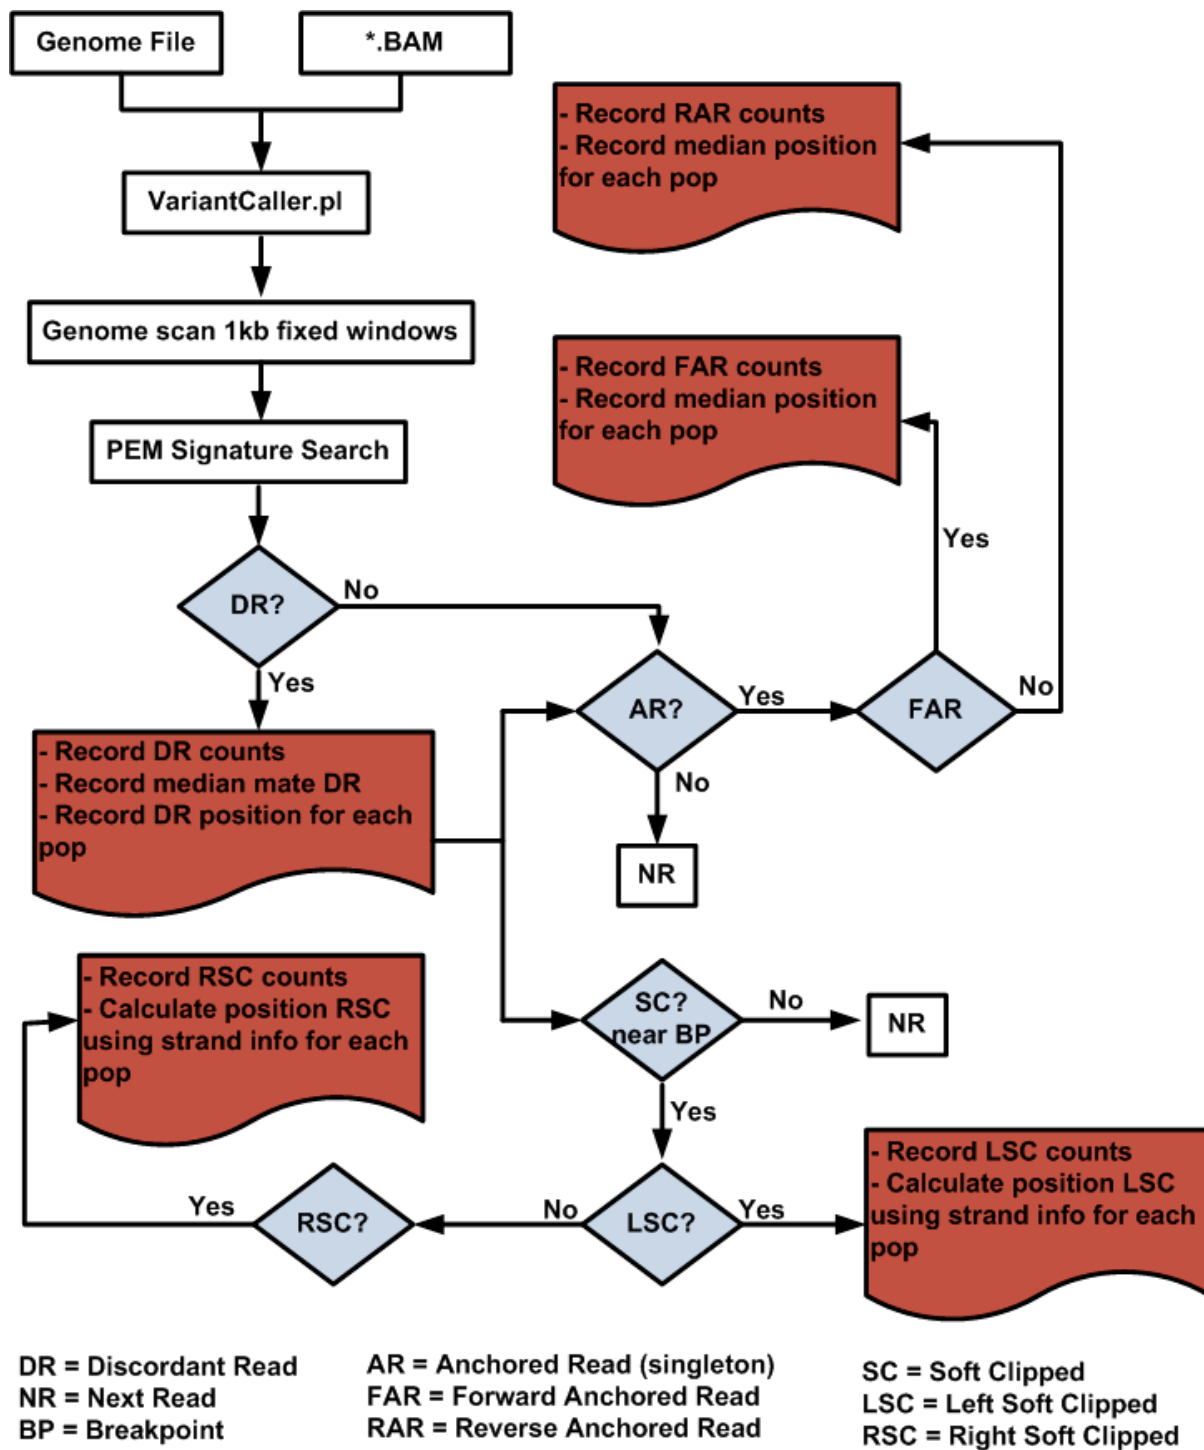 Genome File
*.BAM
VariantCaller.pl
Genome scan 1kb fixed windows
PEM Signature Search
- Record RAR counts
- Record median position
for each pop
- Record FAR counts
- Record median position
for each pop
DR?
No
Yes
AR?
Yes
No
FAR
Yes
No
- Record DR counts
- Record median mate DR
- Record DR position for each
pop
NR
- Record RSC counts
- Calculate position RSC
using strand info for each
pop
SC?
near BP
No
NR
Yes
LSC?
Yes
No
RSC?
Yes
- Record LSC counts
- Calculate position LSC
using strand info for each
pop
DR = Discordant Read
NR = Next Read
BP = Breakpoint
AR = Anchored Read (singleton)
FAR = Forward Anchored Read
RAR = Reverse Anchored Read
SC = Soft Clipped
LSC = Left Soft Clipped
RSC = Right Soft Clipped